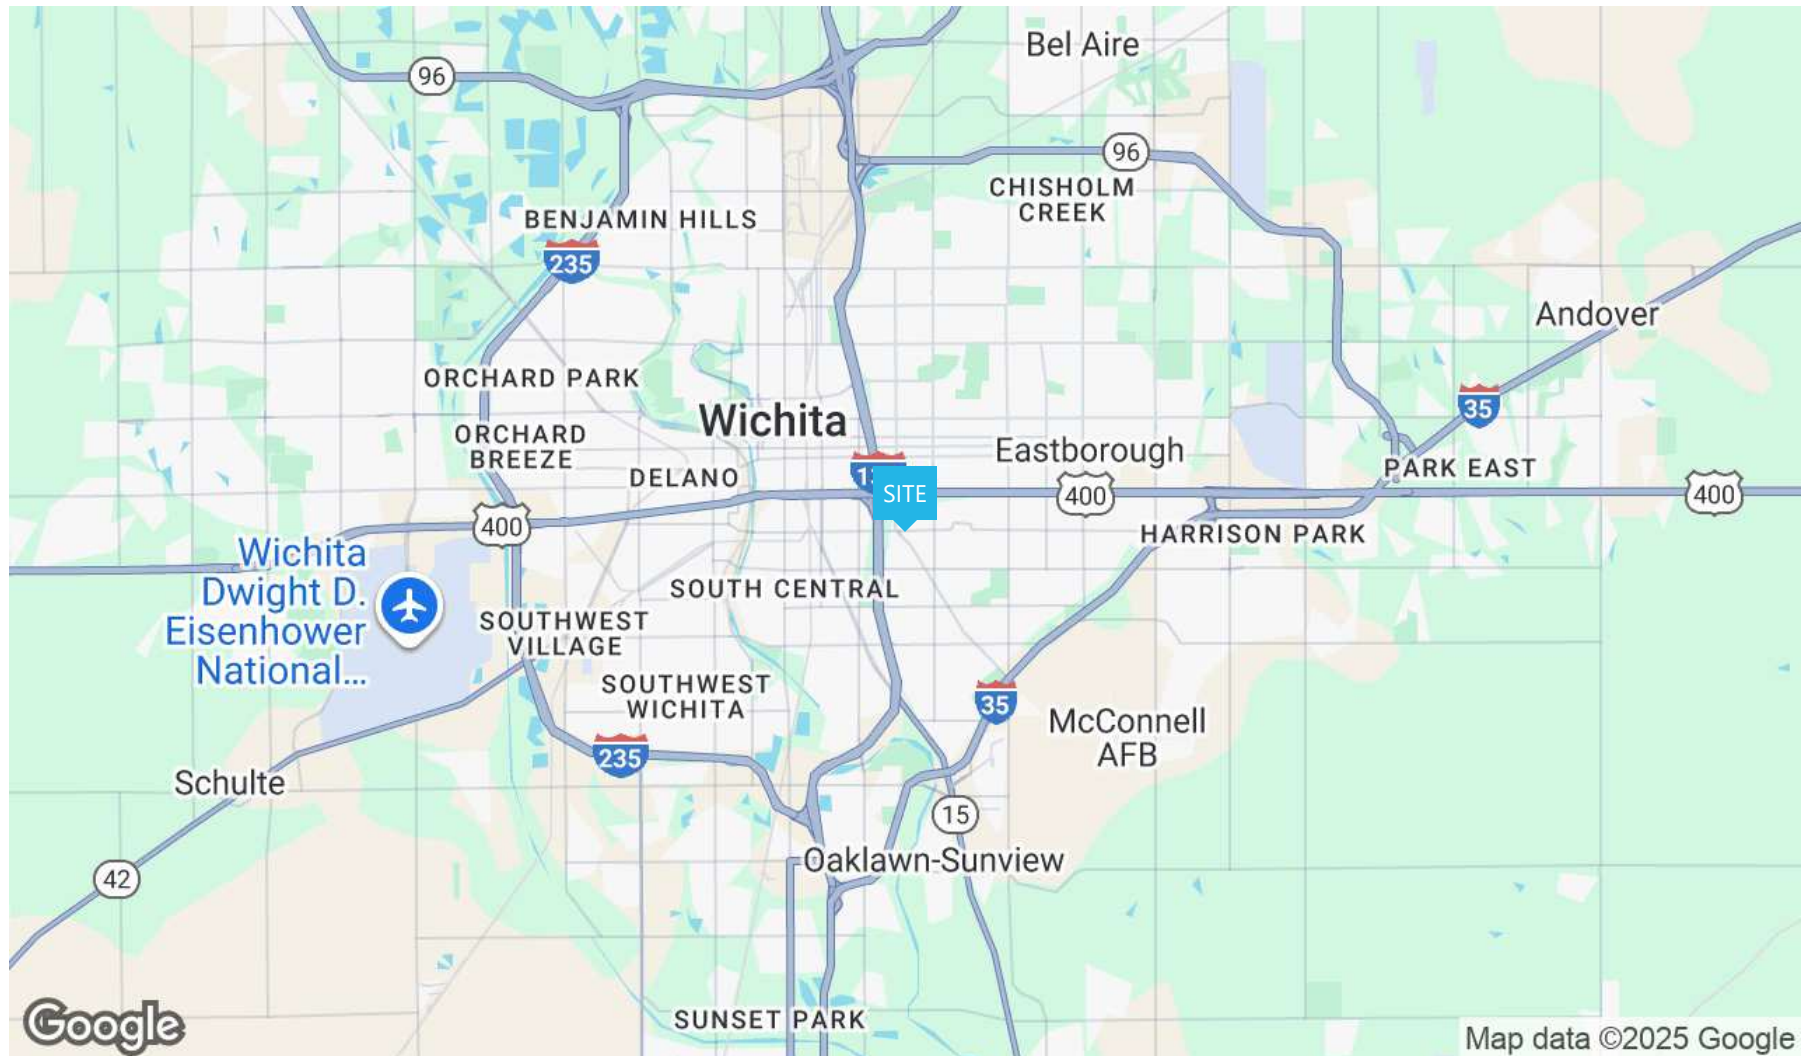 Bel Aire
96
96
CHISHOLM
CREEK
BENJAMIN HILLS
235
Andover
ORCHARD PARK
35
Wichita
ORCHARD
BREEZE
Eastborough
DELANO
PARK EAST
SITE
400
400
400
HARRISON PARK
Wichita
Dwight D.
Eisenhower
National...
SOUTH CENTRAL
SOUTHWEST
VILLAGE
SOUTHWEST
WICHITA
35
McConnell
AFB
235
Schulte
15
Oaklawn-Sunview
42
SUNSET PARK
Google
Map data ©2025 Google